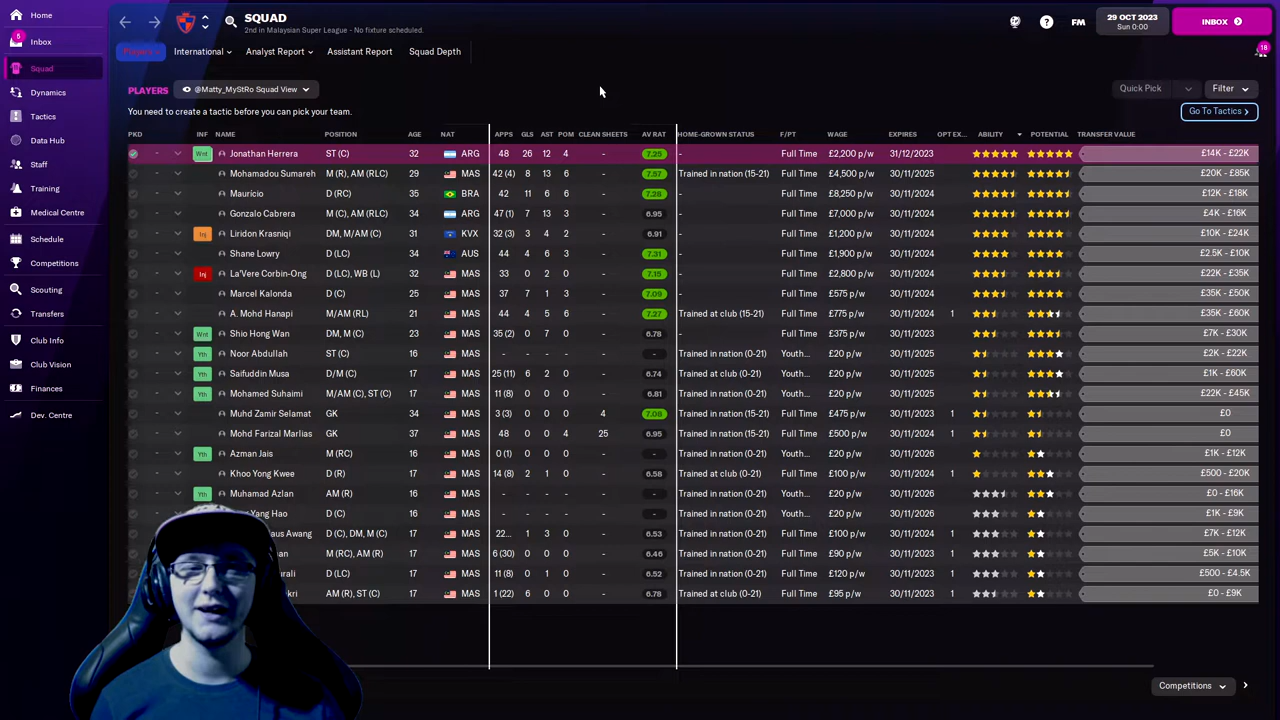 Home
Inbox
5
Squad
Dynamics
Tactics
Data Hub
Staff
Training
Medical Centre
Schedule
Competitions
Scouting
Transfers
Club Info
Club Vision
Finances
Dev. Centre
SQUAD
2nd in Malaysian Super League - No fixture scheduled.
FM
29 OCT 2023
Sun 0:00
INBOX
18
Players International Analyst Report Assistant Report Squad Depth
PLAYERS @Matty_MyStRo Squad View Quick Pick Filter
You need to create a tactic before you can pick your team. Go To Tactics
PKD INF NAME POSITION AGE NAT APPS GLS AST POM CLEAN SHEETS AV RAT HOME-GROWN STATUS F/PT WAGE EXPIRES OPT EX... ABILITY POTENTIAL TRANSFER VALUE
- Wnt Jonathan Herrera ST (C) 32 ARG 48 26 12 4 - 7.25 - Full Time £2,200 p/w 31/12/2023 £14K - £22K
- Mohamadou Sumareh M (R), AM (RLC) 29 MAS 42 (4) 8 13 6 - 7.57 Trained in nation (15-21) Full Time £4,500 p/w 30/11/2025 £20K - £85K
- Maurício D (RC) 35 BRA 42 11 6 6 - 7.28 - Full Time £8,250 p/w 30/11/2024 £12K - £18K
- Gonzalo Cabrera M (C), AM (RLC) 34 ARG 47 (1) 7 13 3 - 6.95 - Full Time £7,000 p/w 30/11/2024 £4K - £16K
- Inj Liridon Krasniqi DM, M/AM (C) 31 KVX 32 (3) 3 4 2 - 6.91 - Full Time £1,200 p/w 30/11/2024 £10K - £24K
- Shane Lowry D (LC) 34 AUS 44 4 6 3 - 7.31 - Full Time £1,900 p/w 30/11/2024 £2.5K - £10K
- Inj La'Vere Corbin-Ong D (LC), WB (L) 32 MAS 33 0 2 0 - 7.15 - Full Time £2,800 p/w 30/11/2024 £22K - £35K
- Marcel Kalonda D (C) 25 MAS 37 7 1 3 - 7.09 - Full Time £575 p/w 30/11/2024 £35K - £50K
- A. Mohd Hanapi M/AM (RL) 21 MAS 44 4 5 6 - 7.27 Trained at club (15-21) Full Time £775 p/w 30/11/2024 1 £35K - £60K
- Wnt Shio Hong Wan DM, M (C) 23 MAS 35 (2) 0 7 0 - 6.78 - Full Time £375 p/w 30/11/2023 £7K - £30K
- Yth Noor Abdullah ST (C) 16 MAS - - - - - - Trained in nation (0-21) Youth... £20 p/w 30/11/2025 £2K - £22K
- Yth Saifuddin Musa D/M (C) 17 MAS 25 (11) 6 2 0 - 6.74 Trained at club (0-21) Youth... £20 p/w 30/11/2025 £1K - £60K
- Yth Mohamed Suhaimi M/AM (C), ST (C) 17 MAS 11 (8) 0 0 0 - 6.81 Trained in nation (0-21) Youth... £20 p/w 30/11/2025 £22K - £45K
- Muhd Zamir Selamat GK 34 MAS 3 (3) 0 0 0 4 7.08 Trained in nation (15-21) Full Time £475 p/w 30/11/2023 1 £0
- Mohd Farizal Marlias GK 37 MAS 48 0 0 4 25 6.95 Trained in nation (15-21) Full Time £500 p/w 30/11/2024 1 £0
- Yth Azman Jais M (RC) 16 MAS 0 (1) 0 0 0 - - Trained in nation (0-21) Youth... £20 p/w 30/11/2026 £1K - £12K
- Khoo Yong Kwee D (R) 17 MAS 14 (8) 2 1 0 - 6.58 Trained at club (0-21) Full Time £100 p/w 30/11/2024 1 £500 - £20K
- Yth Muhamad Azlan AM (R) 16 MAS - - - - - - Trained in nation (0-21) Youth... £20 p/w 30/11/2026 £0 - £16K
- Yang Hao D (C) 16 MAS - - - - - - Trained in nation (0-21) Youth... £20 p/w 30/11/2026 £1K - £9K
Awang D (C), DM, M (C) 17 MAS 22... 1 3 0 - 6.53 Trained in nation (0-21) Full Time £100 p/w 30/11/2024 1 £7K - £12K
M (RC), AM (R) 17 MAS 6 (30) 0 0 0 - 6.46 Trained in nation (0-21) Full Time £90 p/w 30/11/2023 1 £5K - £10K
D (LC) 17 MAS 11 (8) 0 1 0 - 6.52 Trained in nation (0-21) Full Time £120 p/w 30/11/2023 1 £500 - £4.5K
AM (R), ST (C) 17 MAS 1 (22) 6 0 0 - 6.78 Trained at club (0-21) Full Time £95 p/w 30/11/2023 1 £0 - £9K
Competitions